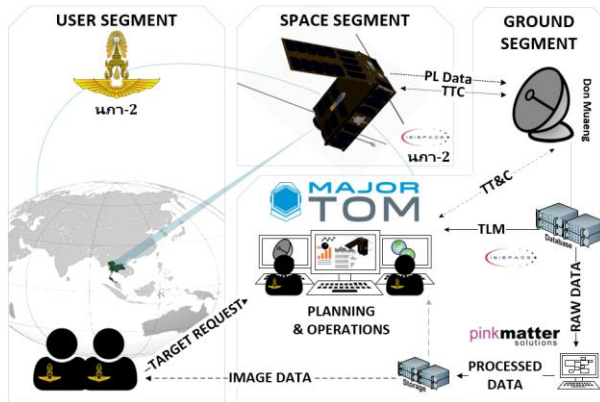 USER SEGMENT
นภา-2
SPACE SEGMENT
PL Data
TTC
ISISPACE
นภา-2
GROUND
SEGMENT
Don Mueang
MAJOR
TOM
TT&C
TLM
Database
ISISPACE
PLANNING
& OPERATIONS
TARGET REQUEST
RAW DATA
pinkmatter
solutions
PROCESSED
DATA
Storage
IMAGE DATA